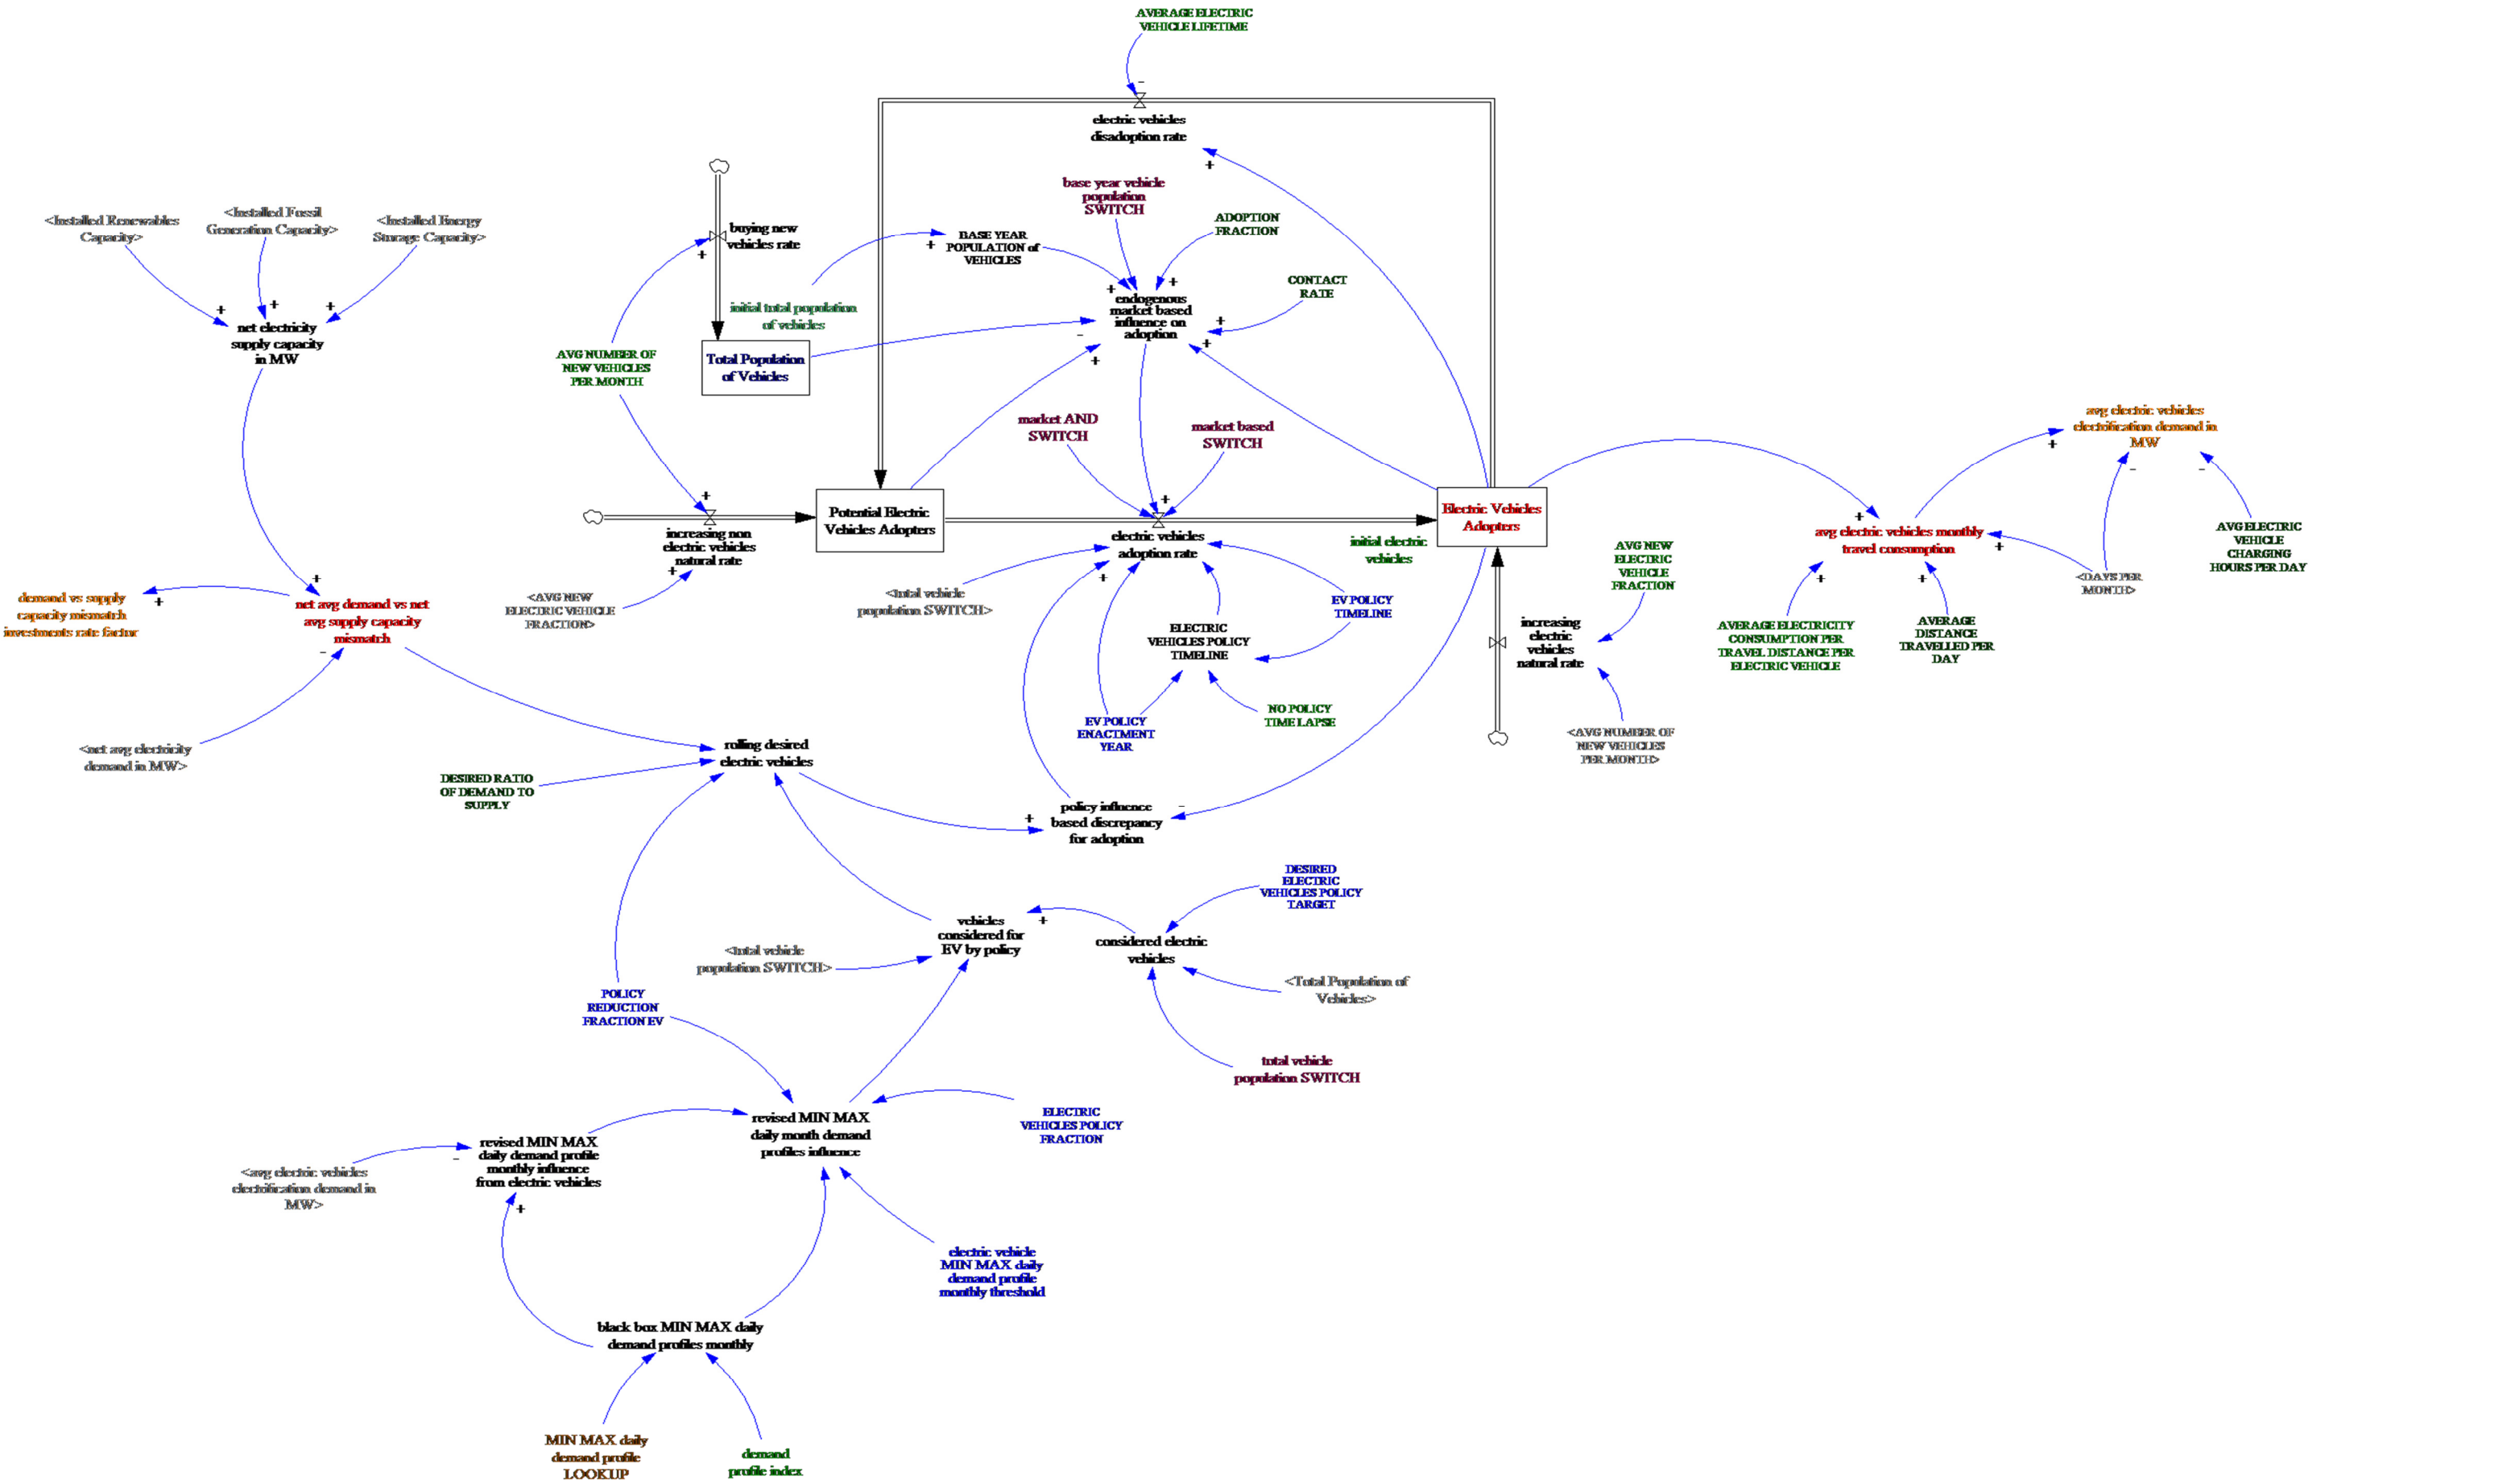 AVERAGE ELECTRIC
VEHICLE LIFETIME
-
electric vehicles
disadoption rate
+
base year vehicle
population
SWITCH
<Installed Renewables
Capacity>
<Installed Fossil
Generation Capacity>
<Installed Energy
Storage Capacity>
+
+
+
net electricity
supply capacity
in MW
buying new
vehicles rate
+
BASE YEAR
POPULATION of
VEHICLES
+
ADOPTION
FRACTION
CONTACT
RATE
initial total population
of vehicles
+
+
endogenous
market based
influence on
adoption
+
+
-
+
AVG NUMBER OF
NEW VEHICLES
PER MONTH
Total Population
of Vehicles
market AND
SWITCH
market based
SWITCH
avg electric vehicles
electrification demand in
MW
+
-
-
+
+
Potential Electric
Vehicles Adopters
Electric Vehicles
Adopters
increasing non
electric vehicles
natural rate
+
electric vehicles
adoption rate
+
initial electric
vehicles
+
avg electric vehicles monthly
travel consumption
+
AVG ELECTRIC
VEHICLE
CHARGING
HOURS PER DAY
AVG NEW
ELECTRIC
VEHICLE
FRACTION
<DAYS PER
MONTH>
+
+
demand vs supply
capacity mismatch
investments rate factor
+
+
net avg demand vs net
avg supply capacity
mismatch
-
<AVG NEW
ELECTRIC VEHICLE
FRACTION>
<total vehicle
population SWITCH>
EV POLICY
TIMELINE
ELECTRIC
VEHICLES POLICY
TIMELINE
increasing
electric
vehicles
natural rate
AVERAGE ELECTRICITY
CONSUMPTION PER
TRAVEL DISTANCE PER
ELECTRIC VEHICLE
AVERAGE
DISTANCE
TRAVELLED PER
DAY
<net avg electricity
demand in MW>
EV POLICY
ENACTMENT
YEAR
NO POLICY
TIME LAPSE
<AVG NUMBER OF
NEW VEHICLES
PER MONTH>
rolling desired
electric vehicles
DESIRED RATIO
OF DEMAND TO
SUPPLY
+
policy influence
based discrepancy
for adoption
-
DESIRED
ELECTRIC
VEHICLES POLICY
TARGET
vehicles
considered for
EV by policy
+
considered electric
vehicles
<total vehicle
population SWITCH>
<Total Population of
Vehicles>
POLICY
REDUCTION
FRACTION EV
total vehicle
population SWITCH
revised MIN MAX
daily month demand
profiles influence
ELECTRIC
VEHICLES POLICY
FRACTION
revised MIN MAX
daily demand profile
monthly influence
from electric vehicles
-
+
<avg electric vehicles
electrification demand in
MW>
electric vehicle
MIN MAX daily
demand profile
monthly threshold
black box MIN MAX daily
demand profiles monthly
MIN MAX daily
demand profile
LOOKUP
demand
profile index